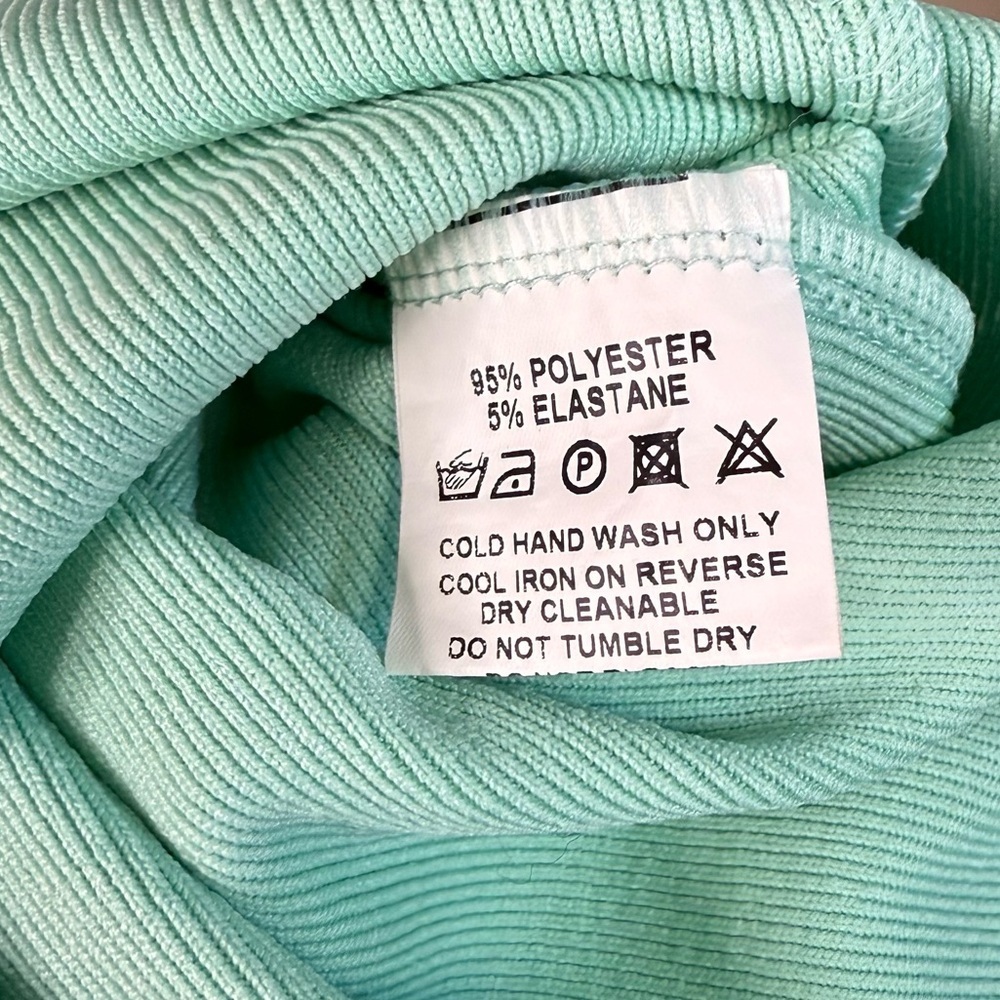 95% POLYESTER
5% ELASTANE
P
COLD HAND WASH ONLY
COOL IRON ON REVERSE
DRY CLEANABLE
DO NOT TUMBLE DRY